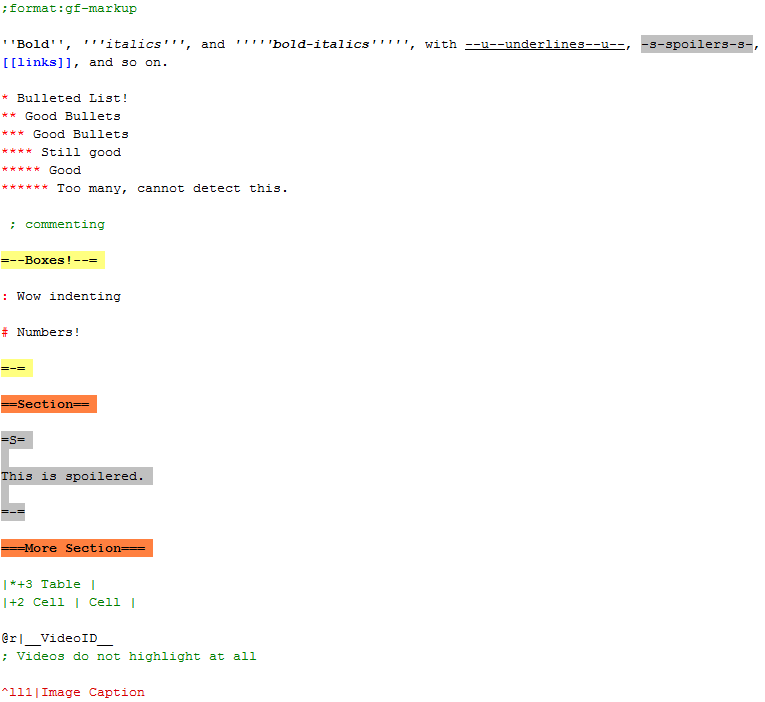 ;format:gf-markup
''Bold'', '''italics''', and '''''bold-italics''''', with --u--underlines--u--, -s-spoilers-s-,
[[links]], and so on.
* Bulleted List!
** Good Bullets
*** Good Bullets
**** Still good
***** Good
****** Too many, cannot detect this.
; commenting
=--Boxes!--=
: Wow indenting
# Numbers!
=-=
==Section==
=S=
This is spoilered.
=-=
===More Section===
|*+3 Table |
|+2 Cell | Cell |
@r|__VideoID__
; Videos do not highlight at all
^lll|Image Caption